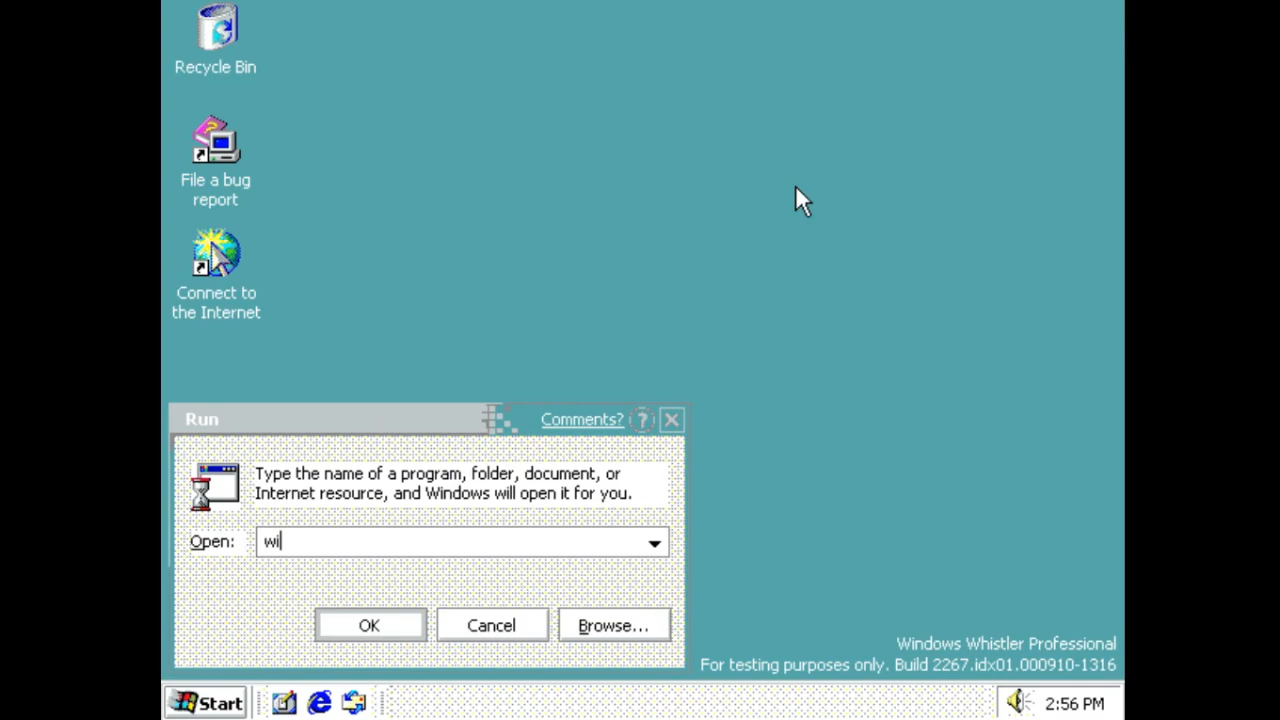 Recycle Bin
File a bug
report
Connect to
the Internet
Run
Comments?
Type the name of a program, folder, document, or
Internet resource, and Windows will open it for you.
Open:
wi
OK
Cancel
Browse...
Windows Whistler Professional
For testing purposes only. Build 2267.idx01.000910-1316
Start
2:56 PM